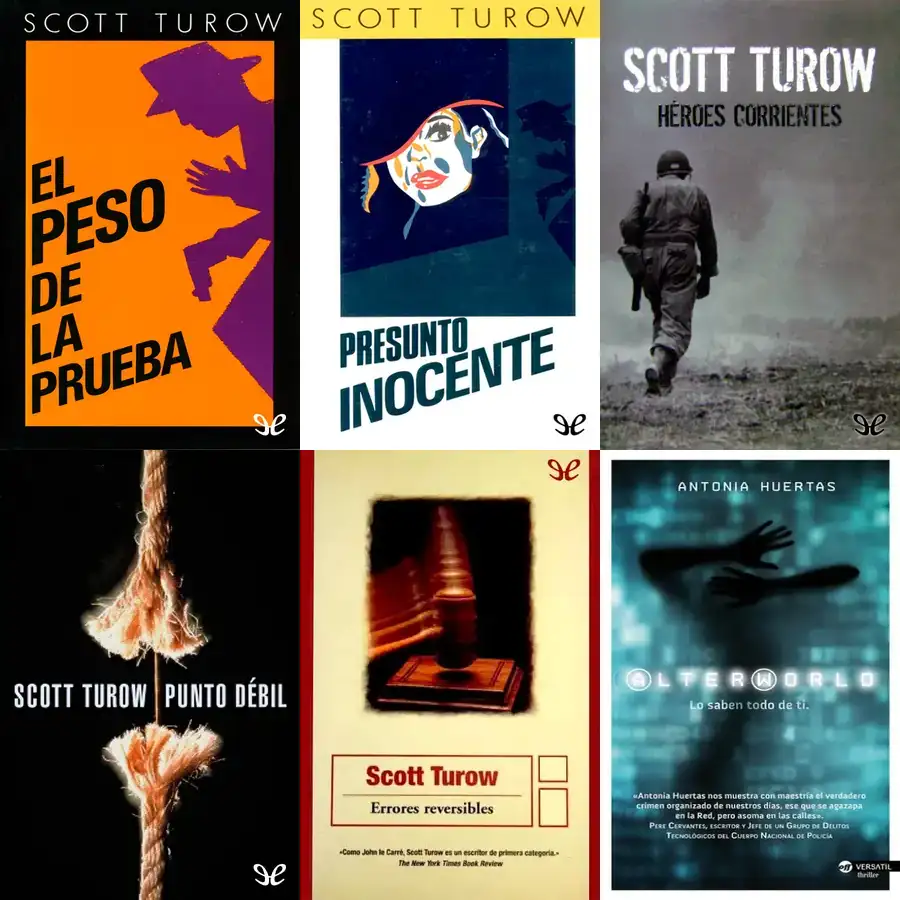 SCOTT TUROW
EL
PESO
DE
LA
PRUEBA
SCOTT TUROW
PRESUNTO
INOCENTE
SCOTT TUROW
HÉROES CORRIENTES
SCOTT TUROW PUNTO DÉBIL
Scott Turow
Errores reversibles
«Como John le Carré, Scott Turow es un escritor de primera categoría.»
The New York Times Book Review
ANTONIA HUERTAS
ALTERWORLD
Lo saben todo de ti.
«Antonia Huertas nos muestra con maestría el verdadero
crimen organizado de nuestros días, ese que se agazapa
en la Red, pero asoma en las calles».
PERE CERVANTES, ESCRITOR Y JEFE DE UN GRUPO DE DELITOS
TECNOLÓGICOS DEL CUERPO NACIONAL DE POLICÍA
off VERSATIL
thriller